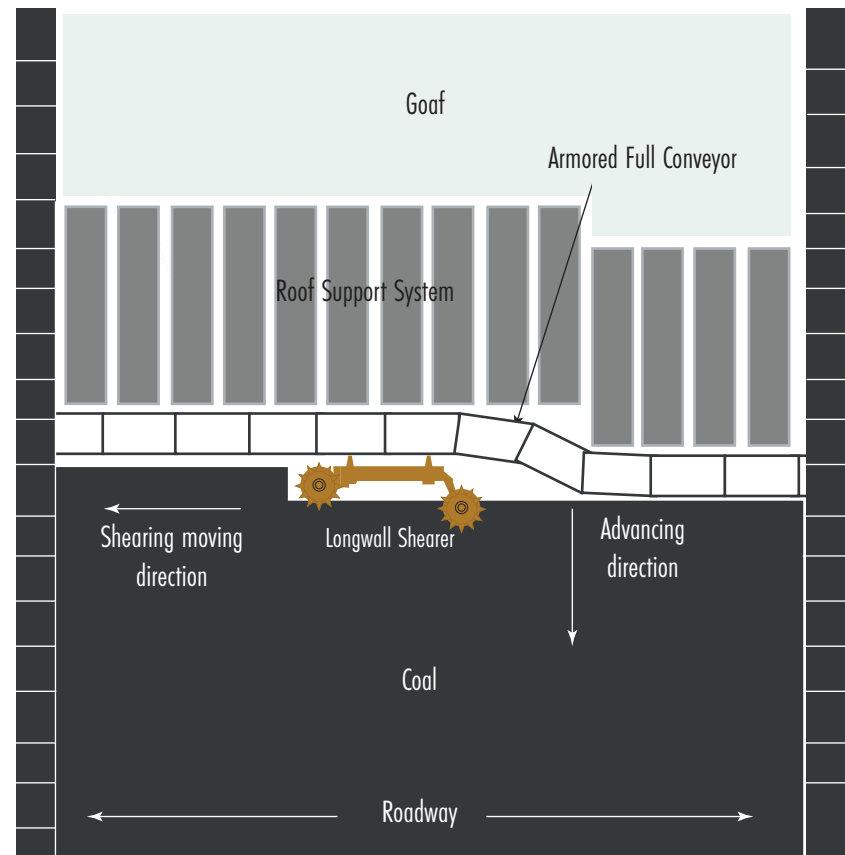 Goaf
Armored Full Conveyor
Roof Support System
Shearing moving
direction
Longwall Shearer
Advancing
direction
Coal
Roadway